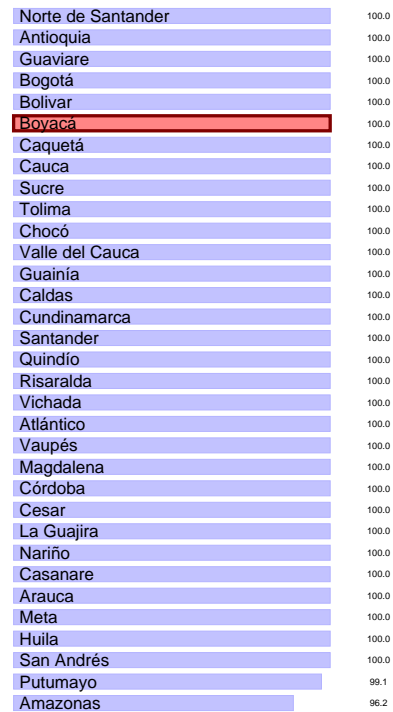 Norte de Santander 100.0
Antioquia 100.0
Guaviare 100.0
Bogotá 100.0
Bolivar 100.0
Boyacá 100.0
Caquetá 100.0
Cauca 100.0
Sucre 100.0
Tolima 100.0
Chocó 100.0
Valle del Cauca 100.0
Guainía 100.0
Caldas 100.0
Cundinamarca 100.0
Santander 100.0
Quindío 100.0
Risaralda 100.0
Vichada 100.0
Atlántico 100.0
Vaupés 100.0
Magdalena 100.0
Córdoba 100.0
Cesar 100.0
La Guajira 100.0
Nariño 100.0
Casanare 100.0
Arauca 100.0
Meta 100.0
Huila 100.0
San Andrés 100.0
Putumayo 99.1
Amazonas 96.2